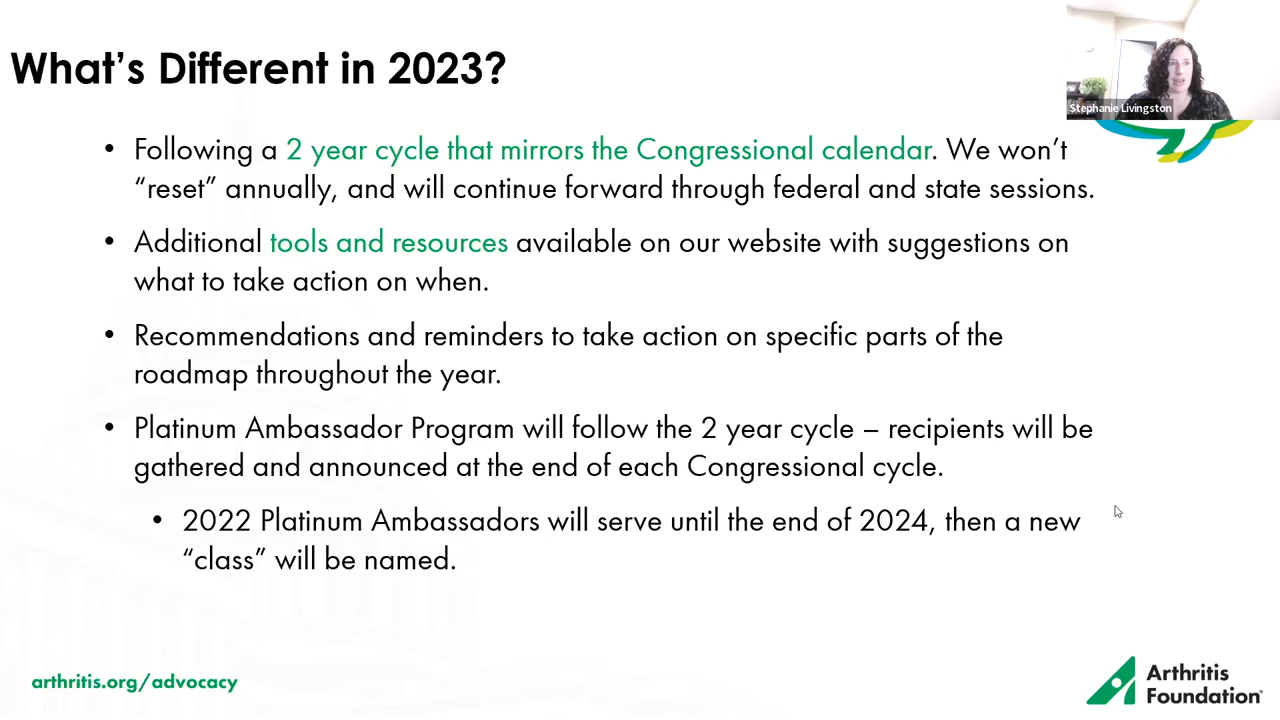 What’s Different in 2023?
Stephanie Livingston
• Following a 2 year cycle that mirrors the Congressional calendar. We won’t
“reset” annually, and will continue forward through federal and state sessions.
• Additional tools and resources available on our website with suggestions on
what to take action on when.
• Recommendations and reminders to take action on specific parts of the
roadmap throughout the year.
• Platinum Ambassador Program will follow the 2 year cycle – recipients will be
gathered and announced at the end of each Congressional cycle.
• 2022 Platinum Ambassadors will serve until the end of 2024, then a new
“class” will be named.
arthritis.org/advocacy
Arthritis
Foundation®